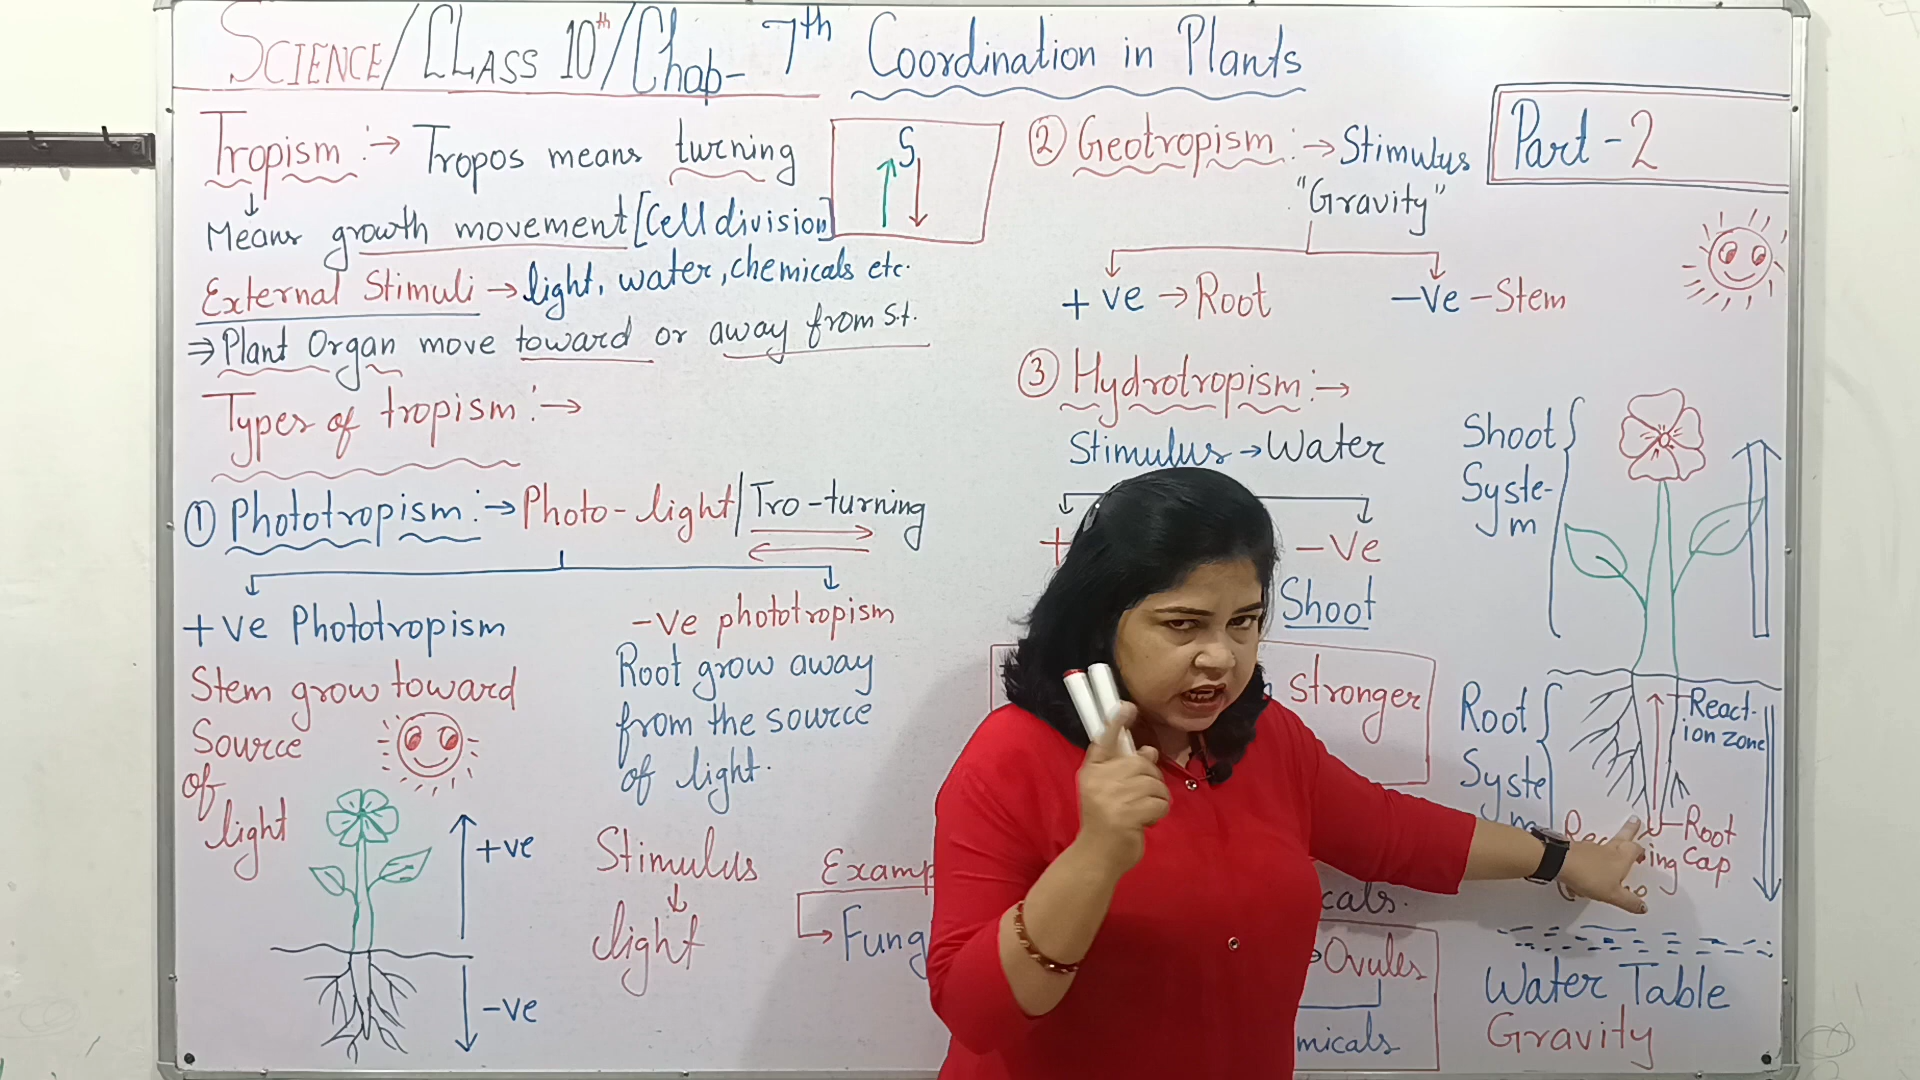 SCIENCE/CLASS 10th/Chap- 7th Coordination in Plants
Part-2
Tropism :→ Tropos means turning
S
Means growth movement [Cell division]
External Stimuli → light, water, chemicals etc.
⇒ Plant Organ move toward or away from st.
Types of tropism :→
① Phototropism :→ Photo-light/Tro-turning
+ve Phototropism
Stem grow toward
Source
of
light
+ve
-ve
-ve phototropism
Root grow away
from the source
of light.
Stimulus
↓
light
Examp
Fung
② Geotropism :→ Stimulus
"Gravity"
+ve → Root
-Ve - Stem
③ Hydrotropism :→
Stimulus → Water
+
-Ve
Shoot
Stronger
cals.
Ovules
micals
Shoot
Syste-
m
Root
Syste
m
React-
ion zone
Root
Cap
ing
Water Table
Gravity